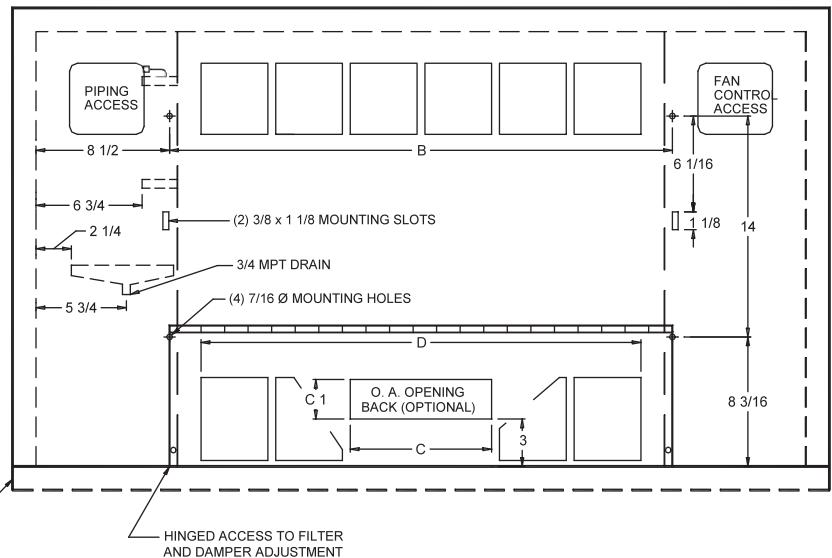 PIPING
ACCESS
FAN
CONTROL
ACCESS
8 1/2
B
6 1/16
6 3/4
(2) 3/8 x 1 1/8 MOUNTING SLOTS
1 1/8
14
2 1/4
3/4 MPT DRAIN
5 3/4
(4) 7/16 Ø MOUNTING HOLES
D
C 1
O. A. OPENING
BACK (OPTIONAL)
8 3/16
C
3
HINGED ACCESS TO FILTER
AND DAMPER ADJUSTMENT